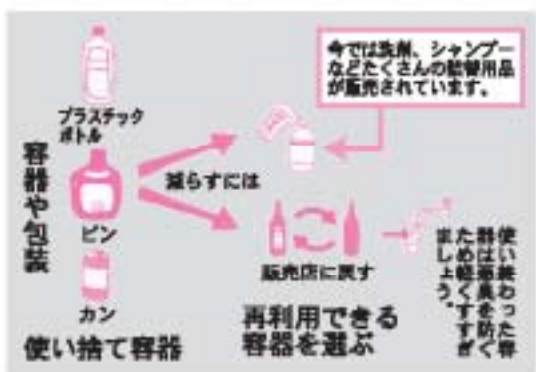 今では洗剤、シャンプー
などたくさんの詰替用品
が販売されています。
プラスチック
ボトル
容器や包装
ビン
カン
使い捨て容器
減らすには
販売店に戻す
再利用できる
容器を選ぶ
使い終わった容
器は悪臭を防ぐ
ため軽くすすぎ
ましょう。